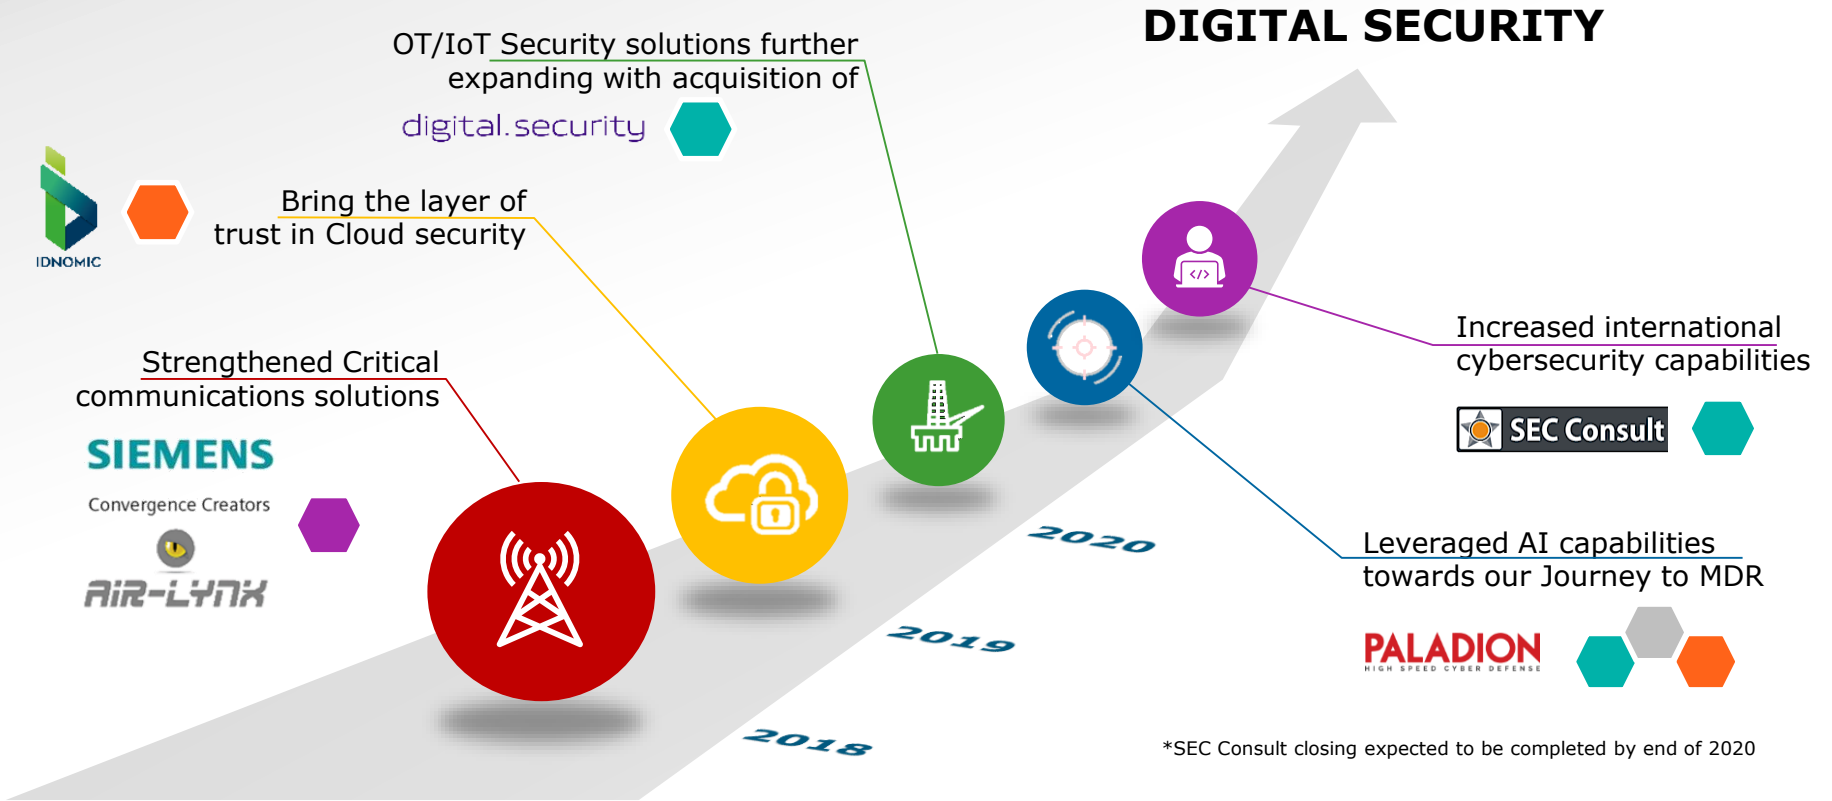 DIGITAL SECURITY
OT/IoT Security solutions further
expanding with acquisition of
digital.security
Bring the layer of
trust in Cloud security
IDNOMIC
Strengthened Critical
communications solutions
SIEMENS
Convergence Creators
AIR-LYNX
2018
2019
2020
</>
Increased international
cybersecurity capabilities
SEC Consult
Leveraged AI capabilities
towards our Journey to MDR
PALADION
HIGH SPEED CYBER DEFENSE
*SEC Consult closing expected to be completed by end of 2020